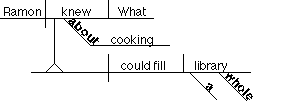 Ramon knew What
about
cooking
could fill library
a whole